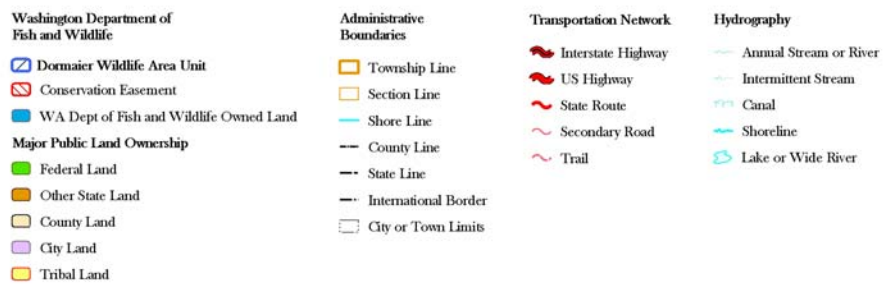 Washington Department of
Fish and Wildlife
Dormaier Wildlife Area Unit
Conservation Easement
WA Dept of Fish and Wildlife Owned Land
Major Public Land Ownership
Federal Land
Other State Land
County Land
City Land
Tribal Land
Administrative
Boundaries
Township Line
Section Line
Shore Line
County Line
State Line
International Border
City or Town Limits
Transportation Network
Interstate Highway
US Highway
State Route
Secondary Road
Trail
Hydrography
Annual Stream or River
Intermittent Stream
Canal
Shoreline
Lake or Wide River